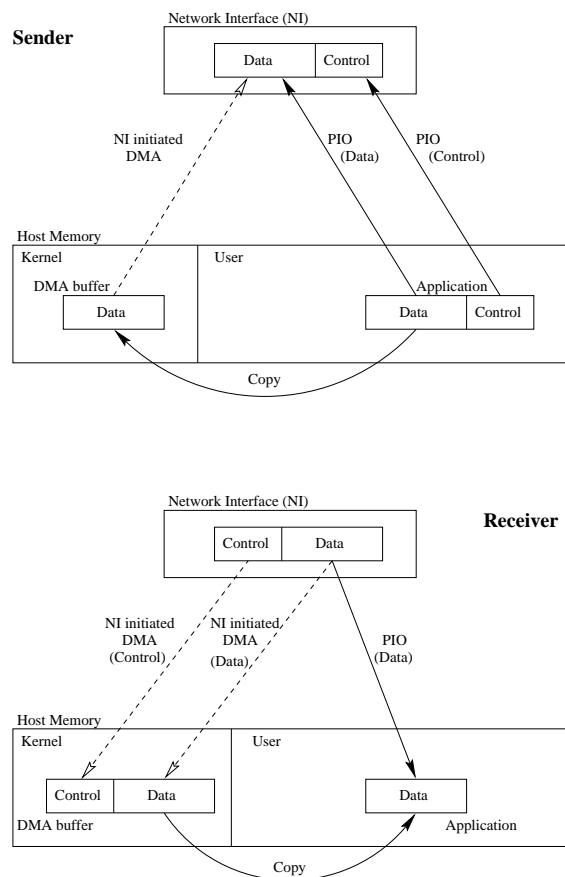 Network Interface (NI)
Sender
Data
Control
NI initiated
DMA
PIO
(Data)
PIO
(Control)
Host Memory
Kernel
User
DMA buffer
Application
Data
Data
Control
Copy
Network Interface (NI)
Receiver
Control
Data
NI initiated
DMA
(Control)
NI initiated
DMA
(Data)
PIO
(Data)
Host Memory
Kernel
User
Control
Data
Data
DMA buffer
Application
Copy